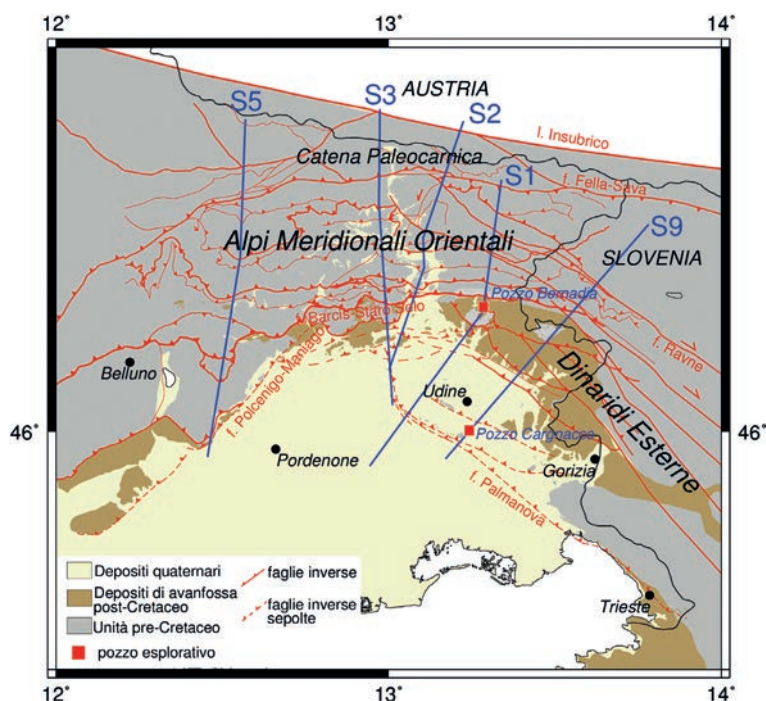 12°
13°
14°
AUSTRIA
S5
S3
S2
l. Insubrico
Catena Paleocarnica
f. Fella-Sava
S1
S9
Alpi Meridionali Orientali
SLOVENIA
Pozzo Bernadia
f. Barcis-Staro Selo
f. Ravne
Belluno
f. Polcenigo-Maniago
Dinaridi Esterne
Udine
46°
46°
Pozzo Cargnacco
Pordenone
Gorizia
f. Palmanova
Depositi quaternari
faglie inverse
Depositi di avanfossa
post-Cretaceo
faglie inverse
sepolte
Unità pre-Cretaceo
Trieste
pozzo esplorativo
12°
13°
14°